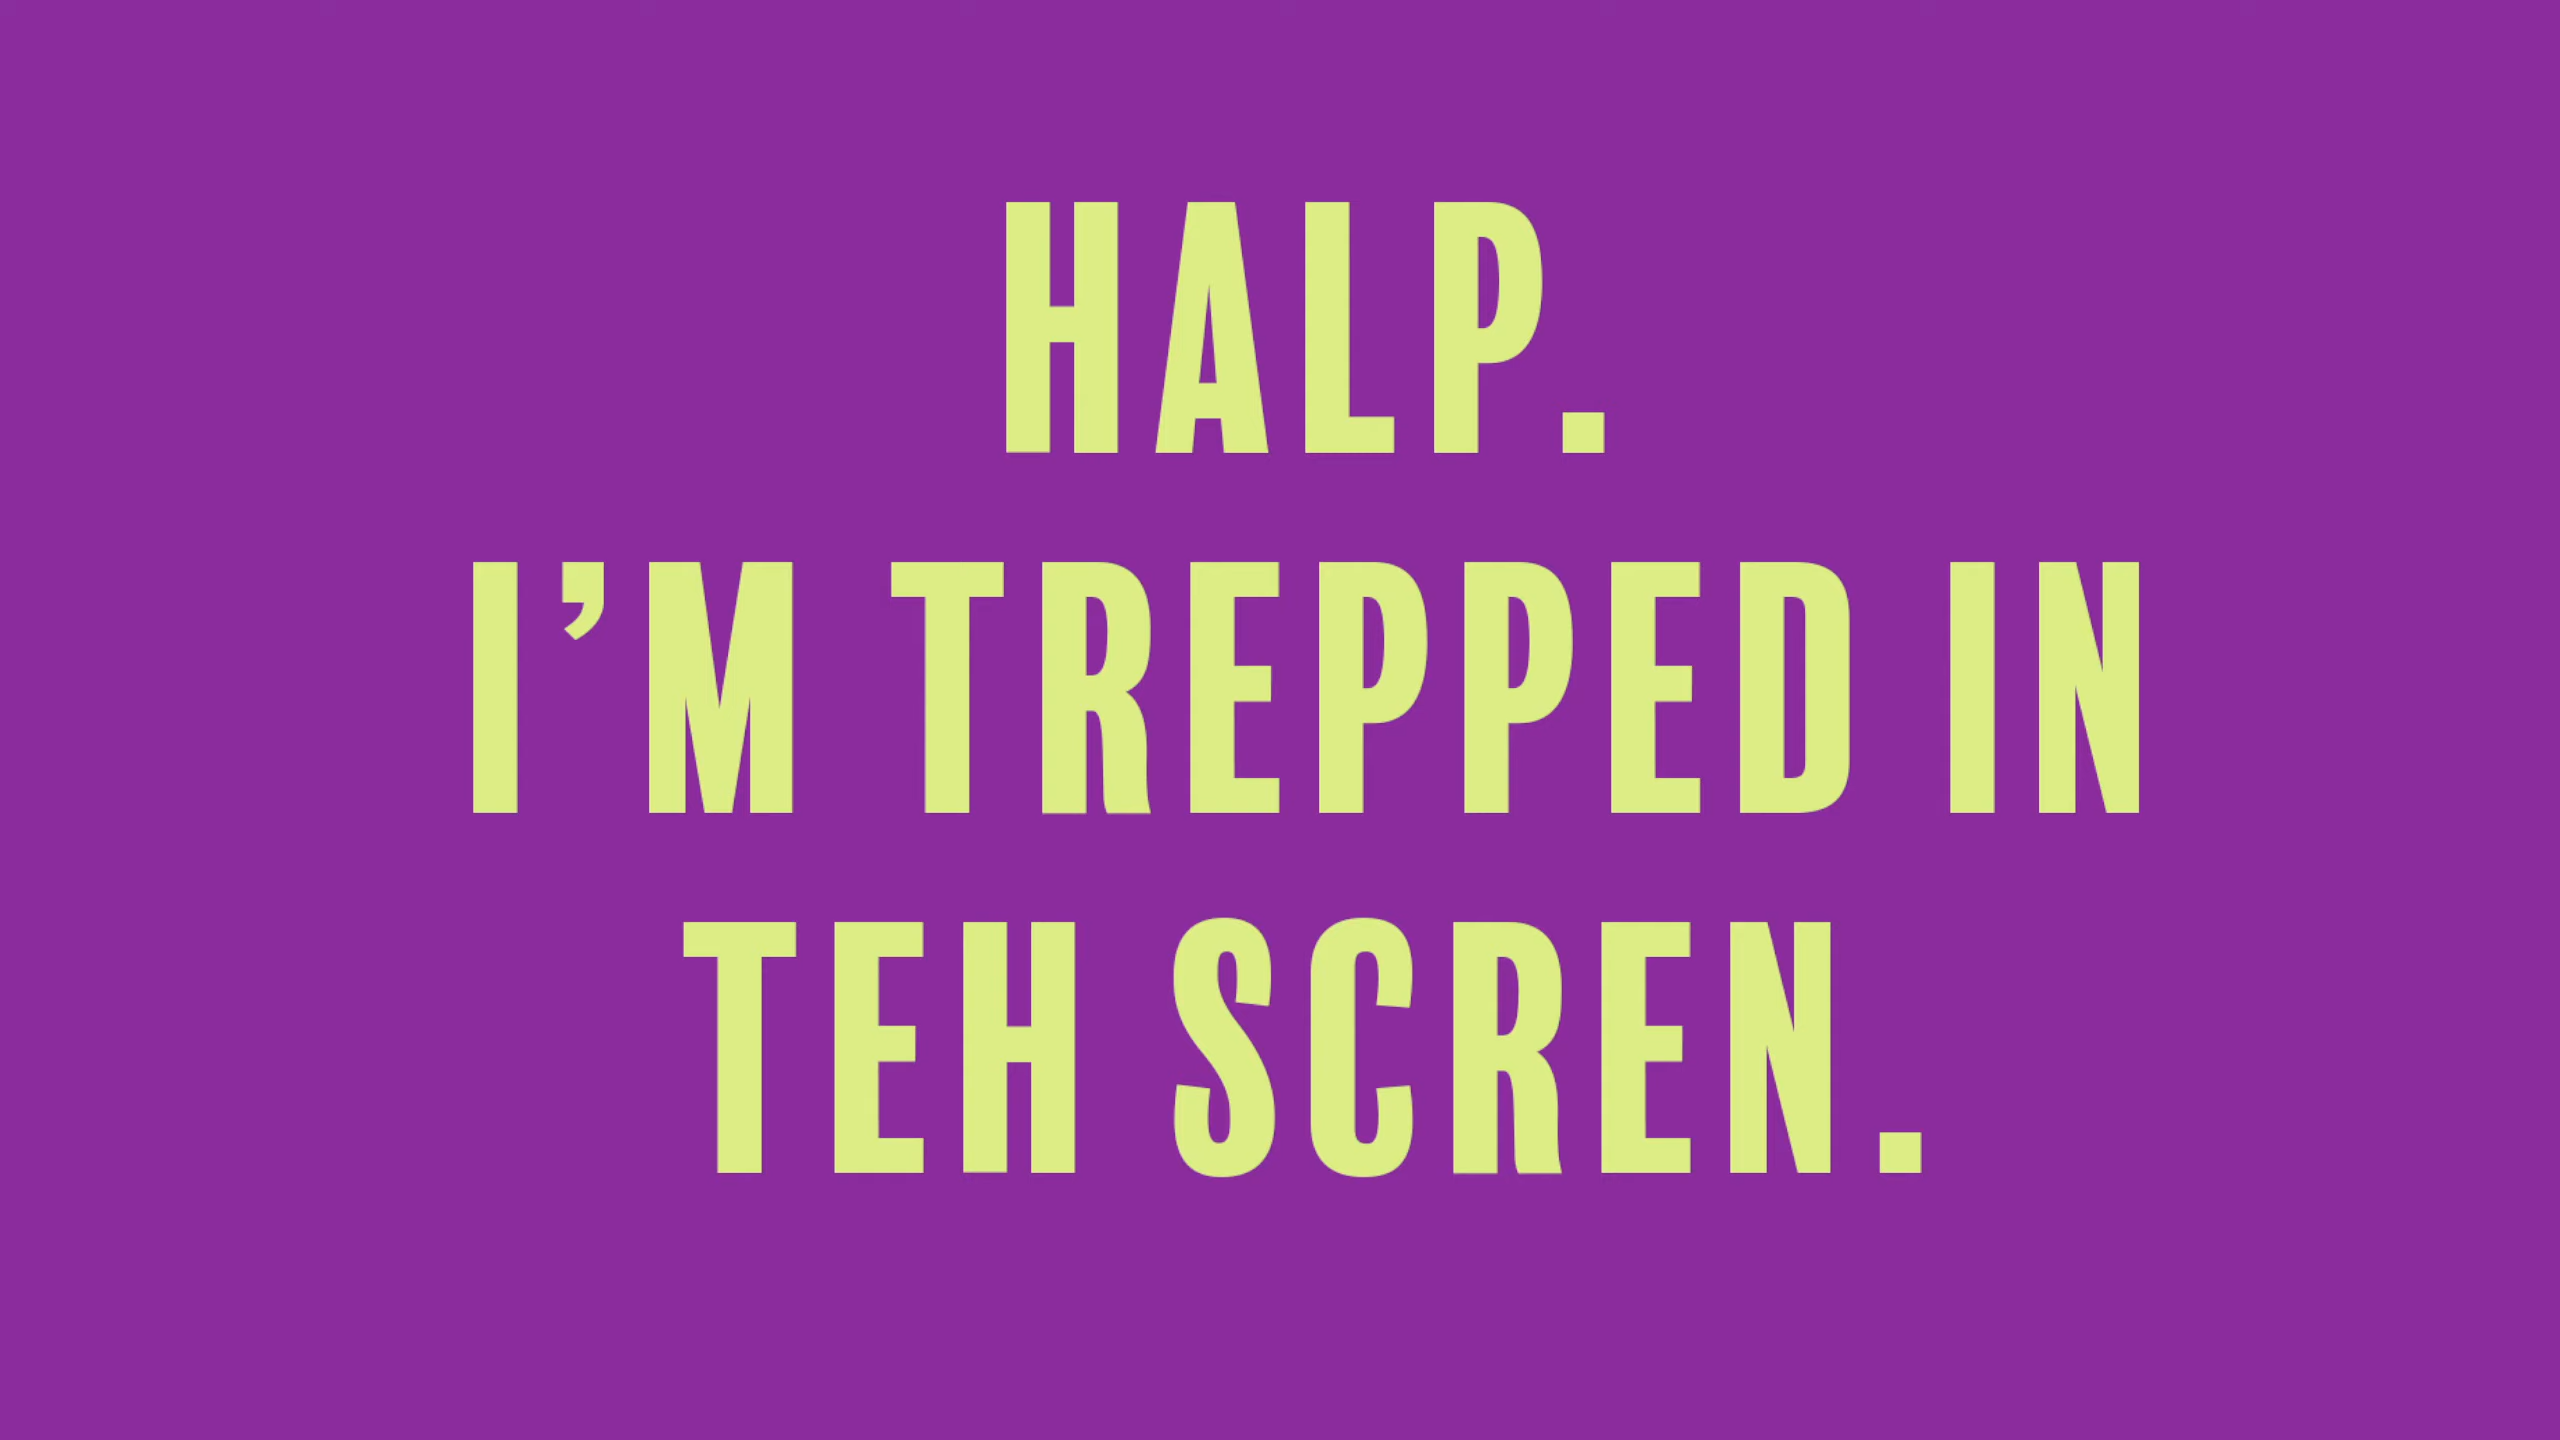 HALP.
I’M TREPPED IN
TEH SCREN.